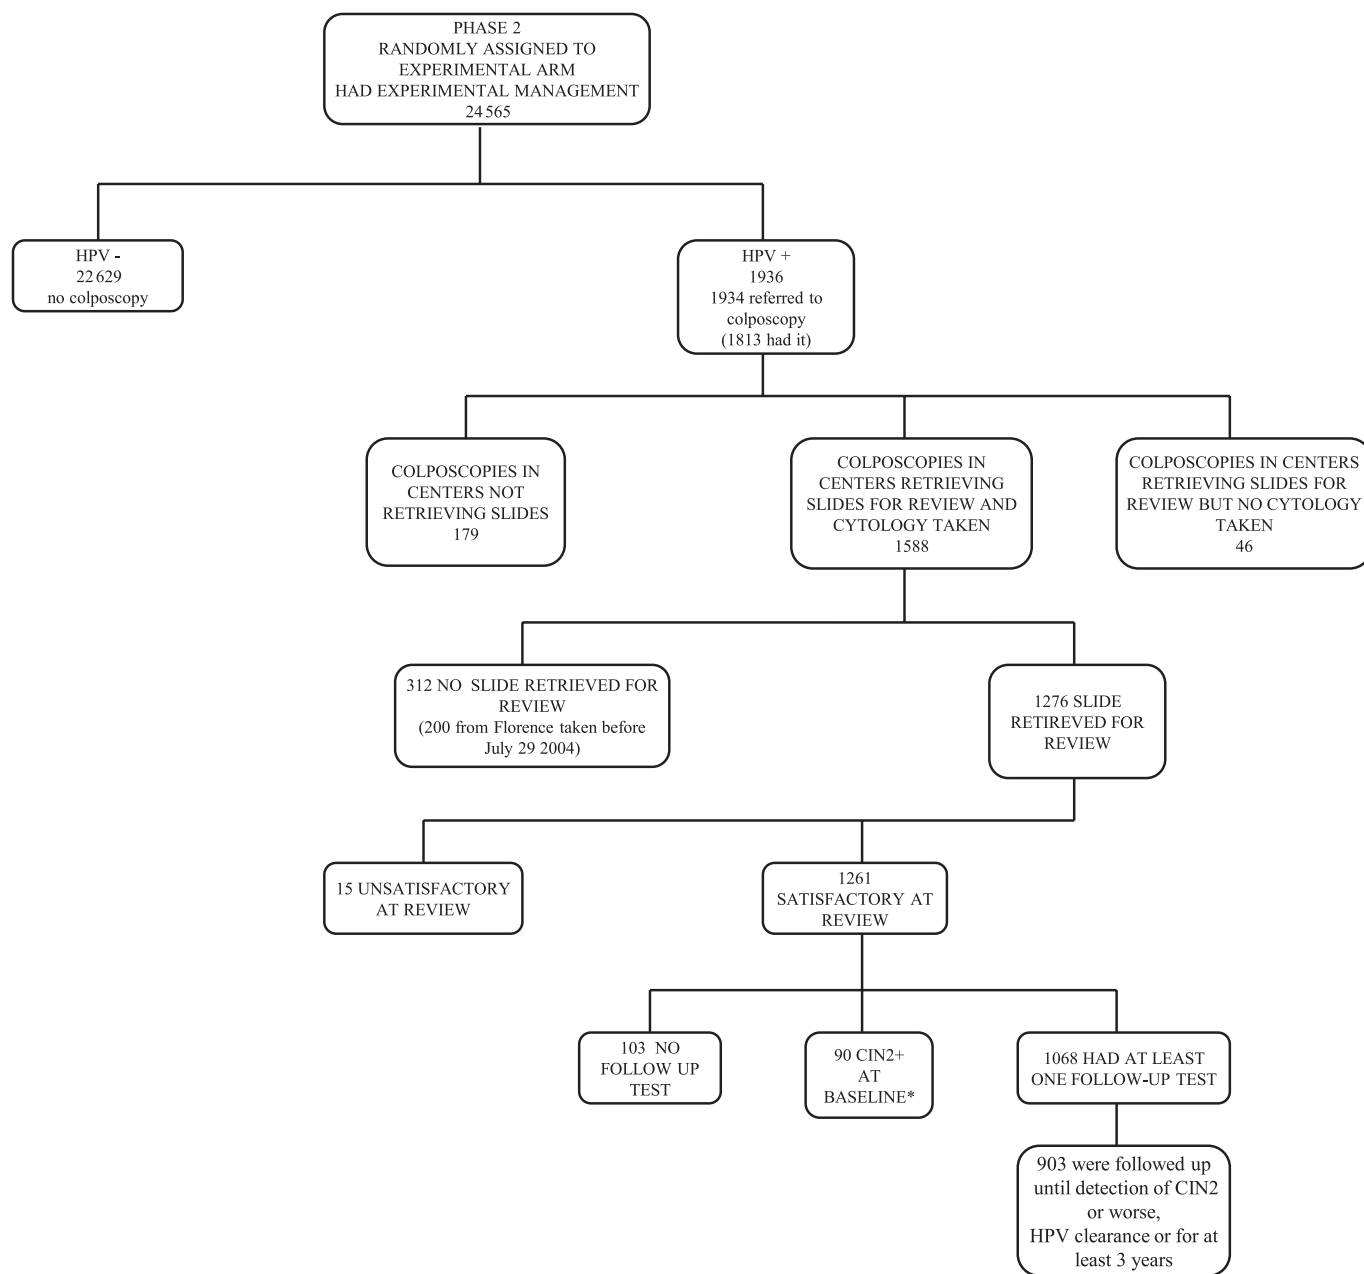 PHASE 2
RANDOMLY ASSIGNED TO
EXPERIMENTAL ARM
HAD EXPERIMENTAL MANAGEMENT
24 565
HPV -
22 629
no colposcopy
HPV +
1936
1934 referred to
colposcopy
(1813 had it)
COLPOSCOPIES IN
CENTERS NOT
RETRIEVING SLIDES
179
COLPOSCOPIES IN
CENTERS RETRIEVING
SLIDES FOR REVIEW AND
CYTOLOGY TAKEN
1588
COLPOSCOPIES IN CENTERS
RETRIEVING SLIDES FOR
REVIEW BUT NO CYTOLOGY
TAKEN
46
312 NO SLIDE RETRIEVED FOR
REVIEW
(200 from Florence taken before
July 29 2004)
1276 SLIDE
RETIREVED FOR
REVIEW
15 UNSATISFACTORY
AT REVIEW
1261
SATISFACTORY AT
REVIEW
103 NO
FOLLOW UP
TEST
90 CIN2+
AT
BASELINE*
1068 HAD AT LEAST
ONE FOLLOW-UP TEST
903 were followed up
until detection of CIN2
or worse,
HPV clearance or for at
least 3 years